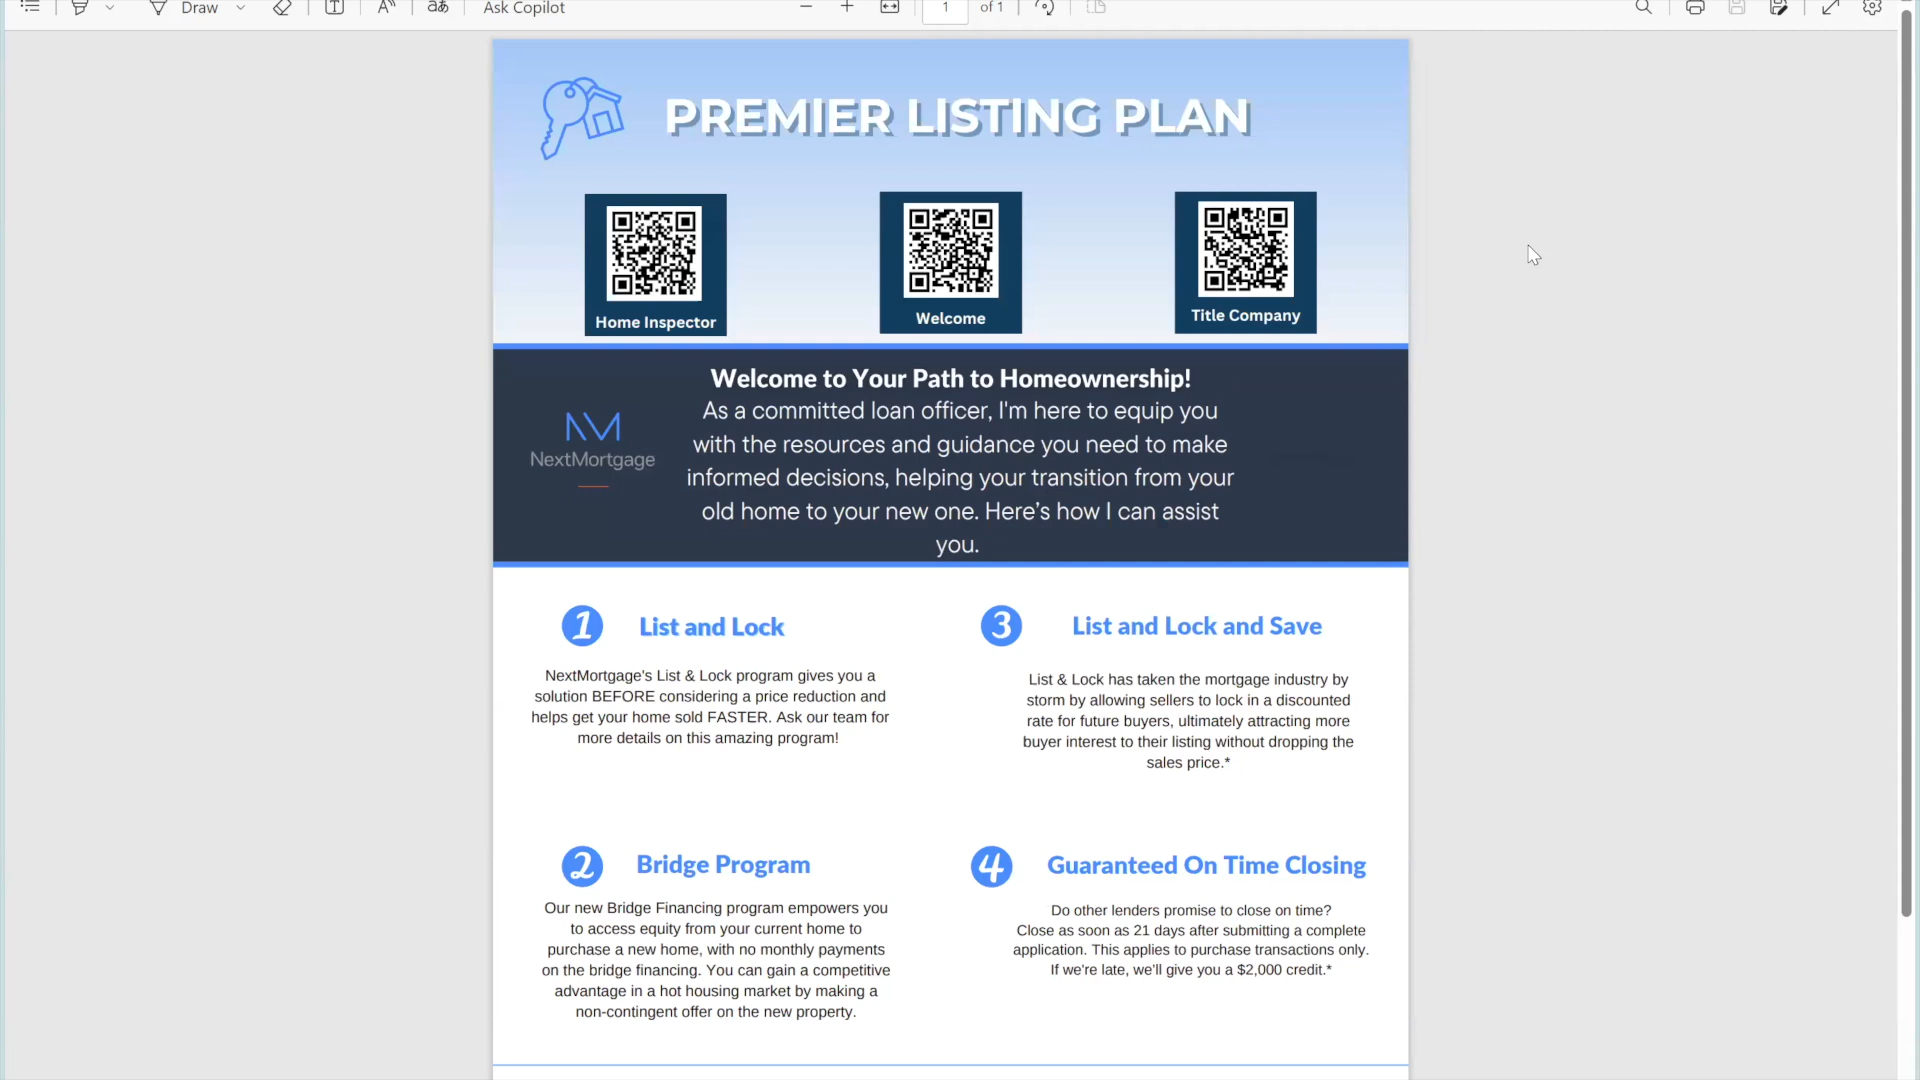 Draw
Ask Copilot
1 of 1
PREMIER LISTING PLAN
Home Inspector
Welcome
Title Company
Welcome to Your Path to Homeownership!
As a committed loan officer, I'm here to equip you
with the resources and guidance you need to make
informed decisions, helping your transition from your
old home to your new one. Here's how I can assist
you.
NM
NextMortgage
1 List and Lock
NextMortgage's List & Lock program gives you a
solution BEFORE considering a price reduction and
helps get your home sold FASTER. Ask our team for
more details on this amazing program!
3 List and Lock and Save
List & Lock has taken the mortgage industry by
storm by allowing sellers to lock in a discounted
rate for future buyers, ultimately attracting more
buyer interest to their listing without dropping the
sales price.*
2 Bridge Program
Our new Bridge Financing program empowers you
to access equity from your current home to
purchase a new home, with no monthly payments
on the bridge financing. You can gain a competitive
advantage in a hot housing market by making a
non-contingent offer on the new property.
4 Guaranteed On Time Closing
Do other lenders promise to close on time?
Close as soon as 21 days after submitting a complete
application. This applies to purchase transactions only.
If we're late, we'll give you a $2,000 credit.*